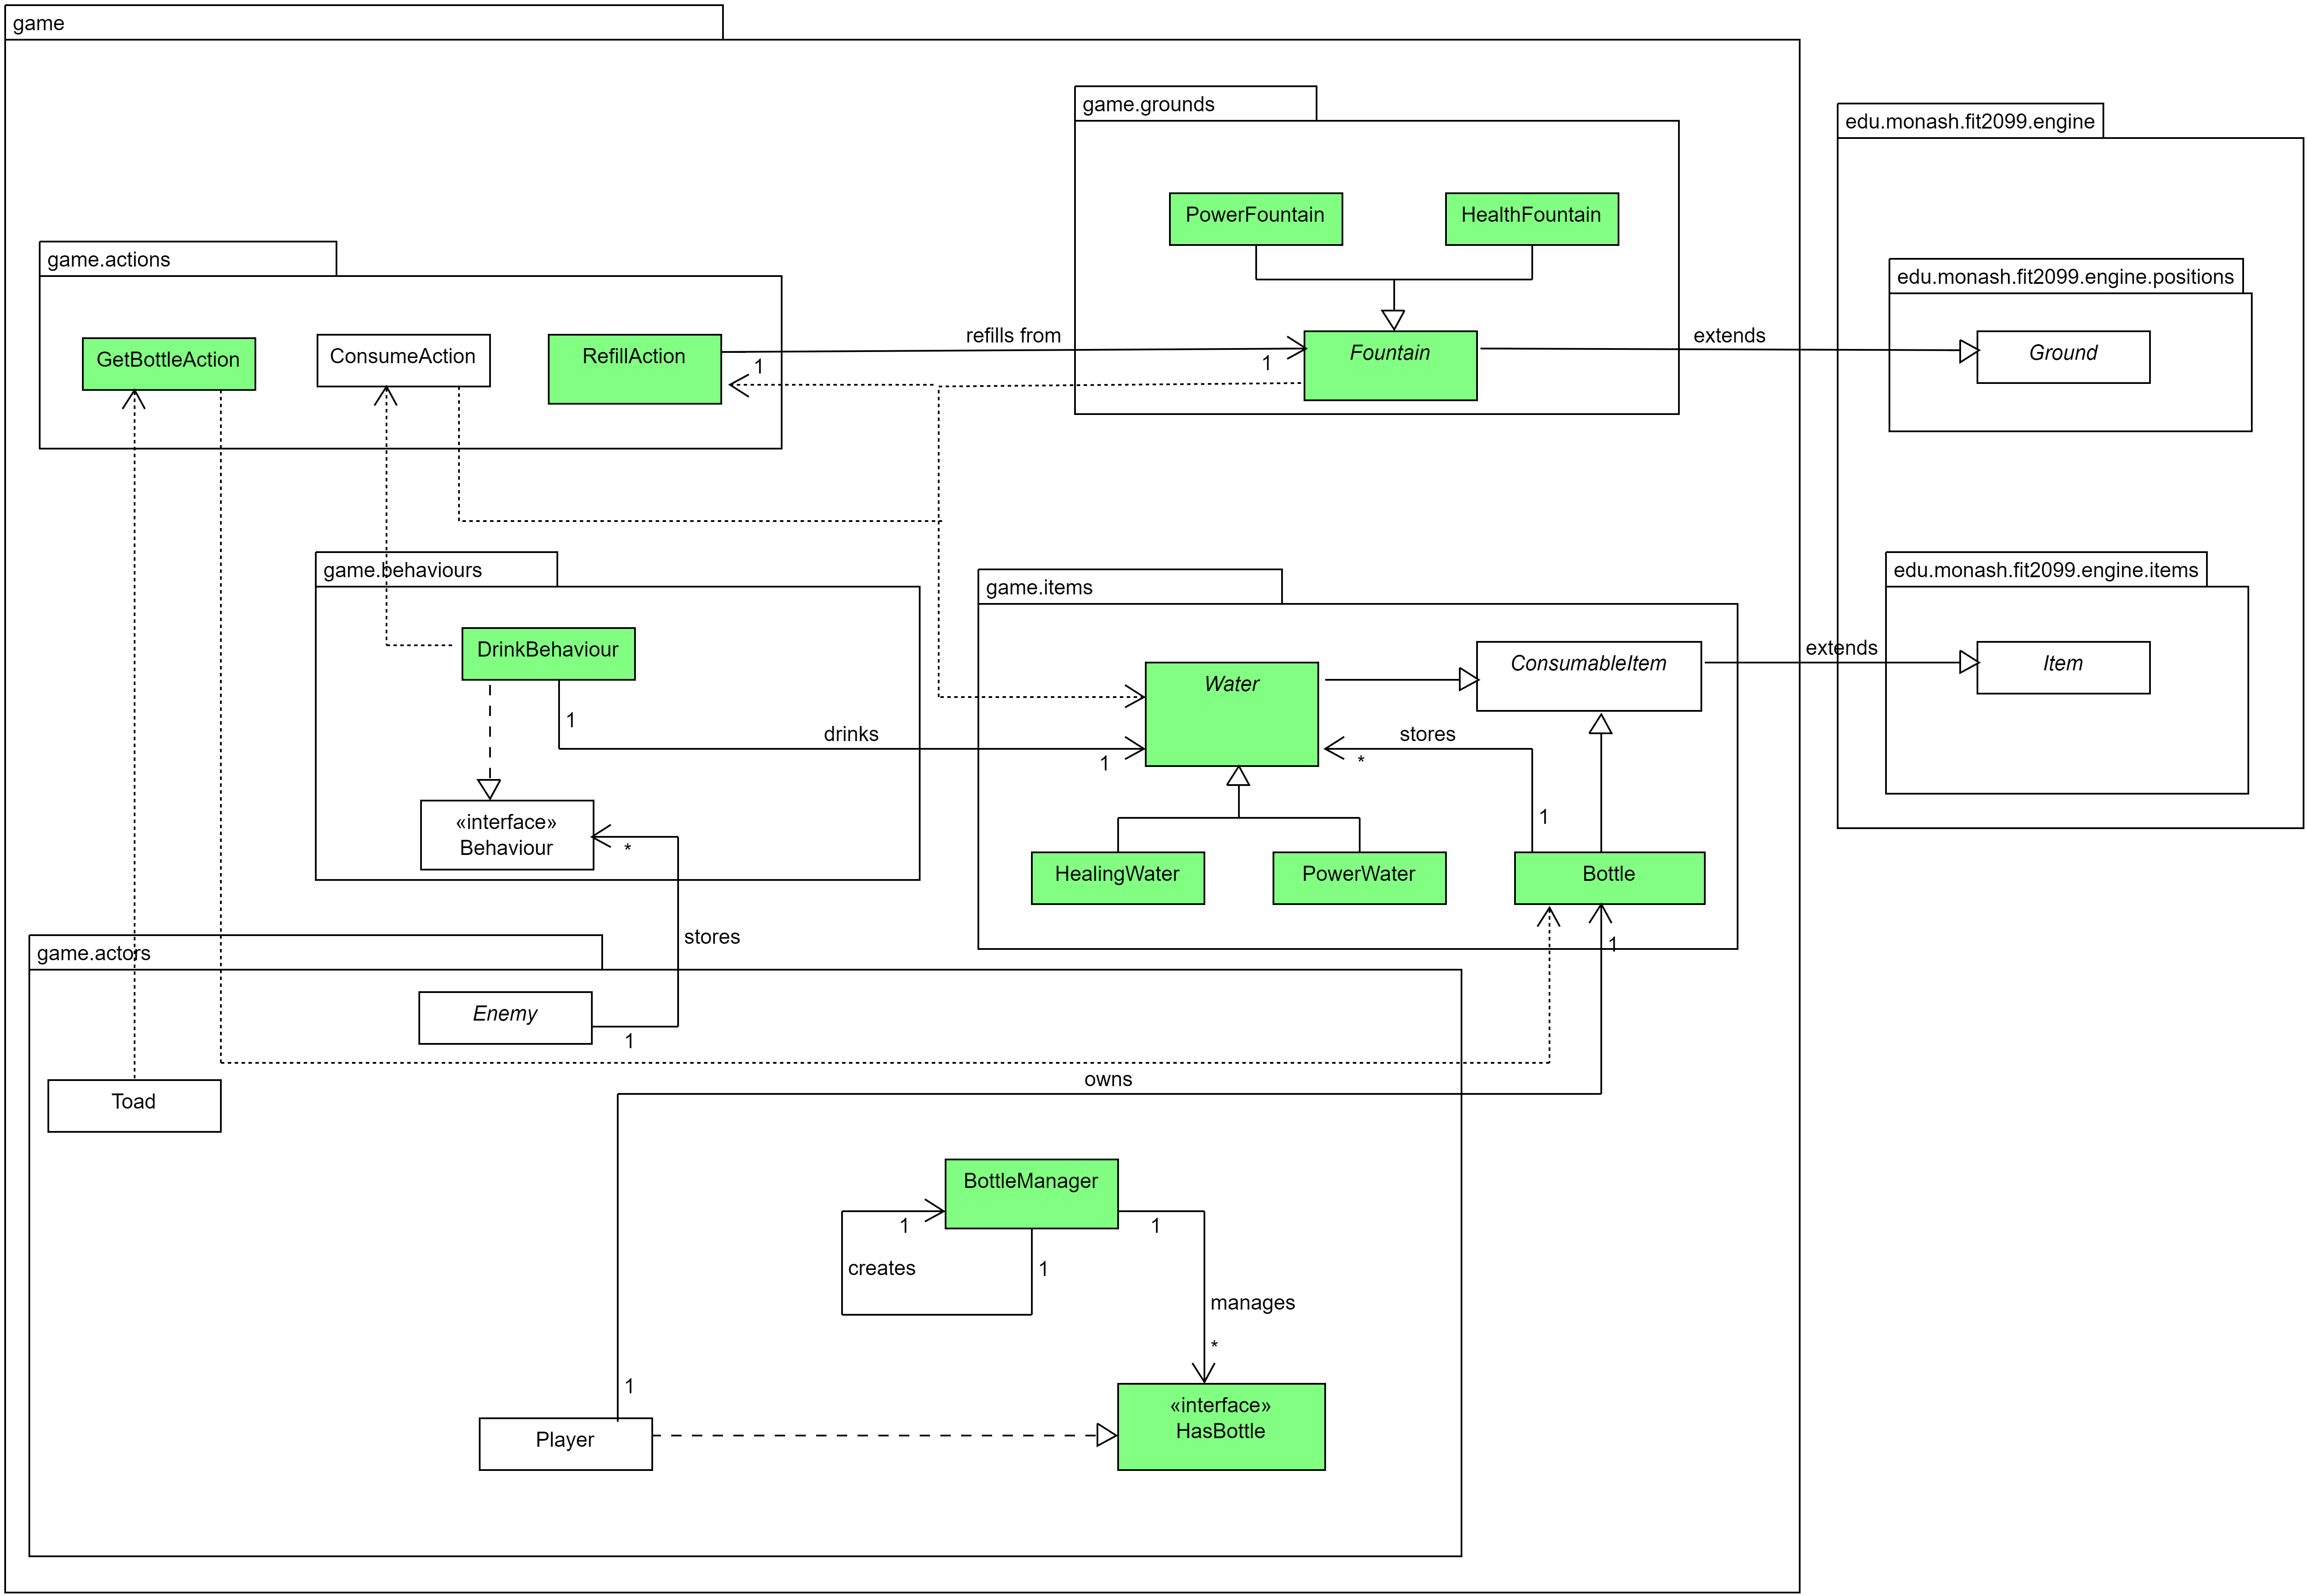 game
game.grounds
edu.monash.fit2099.engine
PowerFountain
HealthFountain
game.actions
edu.monash.fit2099.engine.positions
GetBottleAction
ConsumeAction
RefillAction
1
refills from
1
Fountain
extends
Ground
game.behaviours
game.items
edu.monash.fit2099.engine.items
DrinkBehaviour
1
drinks
1
Water
ConsumableItem
extends
Item
stores
*
1
«interface»
Behaviour
*
HealingWater
PowerWater
Bottle
1
stores
game.actors
Enemy
1
Toad
owns
BottleManager
1
1
creates
1
manages
*
1
Player
«interface»
HasBottle